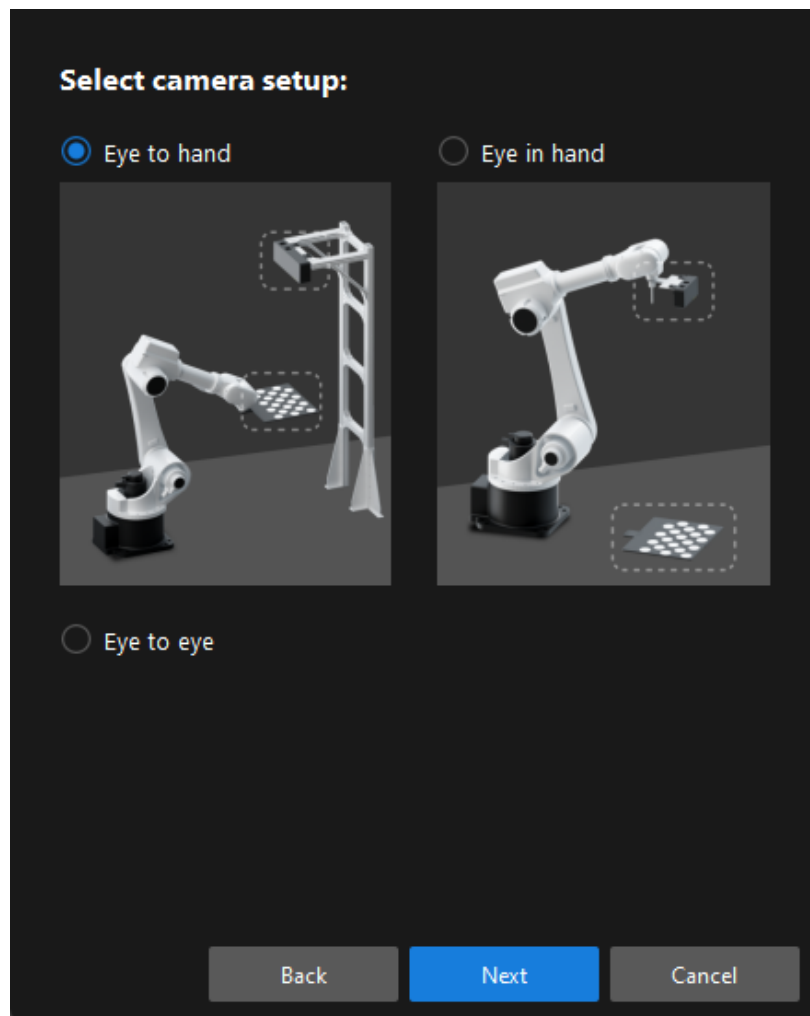 Select camera setup:
Eye to hand
Eye in hand
Eye to eye
Back
Next
Cancel